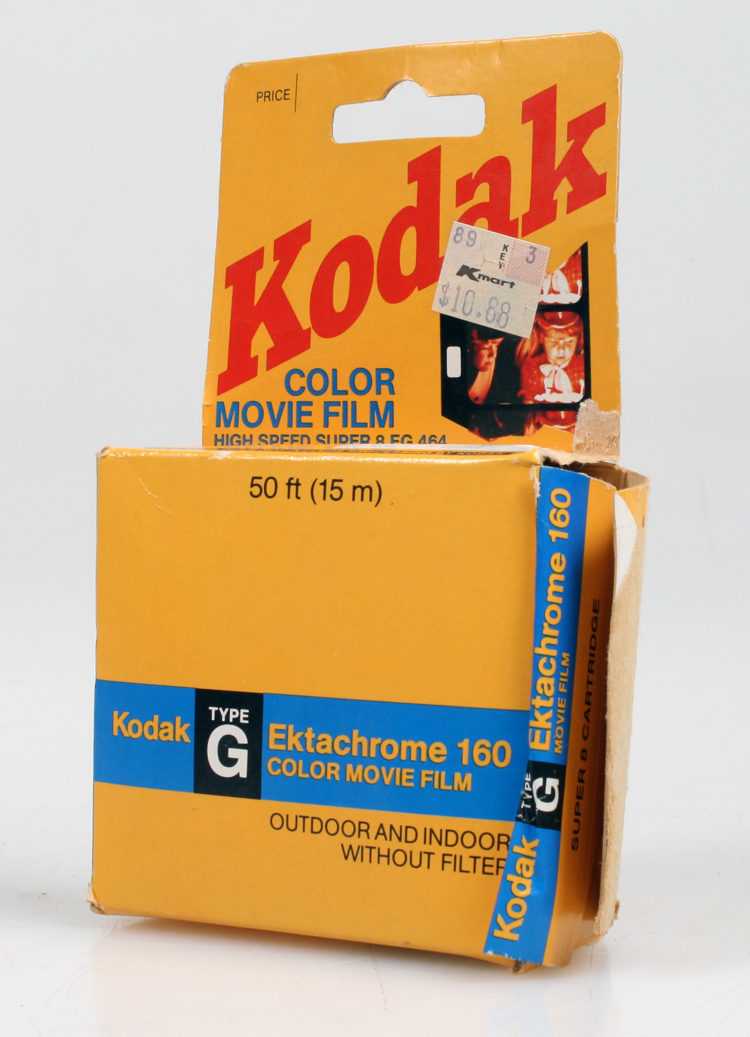 PRICE
Kodak
89
KEY
3
Kmart
$10.68
COLOR
MOVIE FILM
HIGH SPEED SUPER 8 EG 464
50 ft (15 m)
Kodak
TYPE
G
Ektachrome 160
COLOR MOVIE FILM
OUTDOOR AND INDOOR
WITHOUT FILTER
Kodak
TYPE
G
Ektachrome 160
MOVIE FILM
SUPER 8 CARTRIDGE